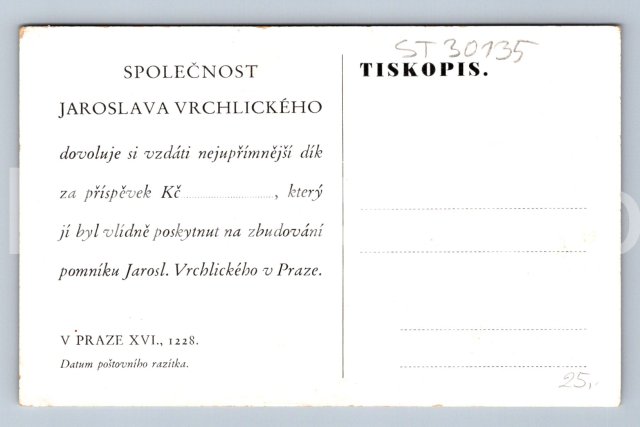 SPOLEČNOST
JAROSLAVA VRCHLICKÉHO
dovoluje si vzdáti nejupřímnější dík
za příspěvek Kč ........................, který
jí byl vlídně poskytnut na zbudování
pomníku Jarosl. Vrchlického v Praze.
V PRAZE XVI., 1228.
Datum poštovního razítka.
ST 30135
TISKOPIS.
25,-